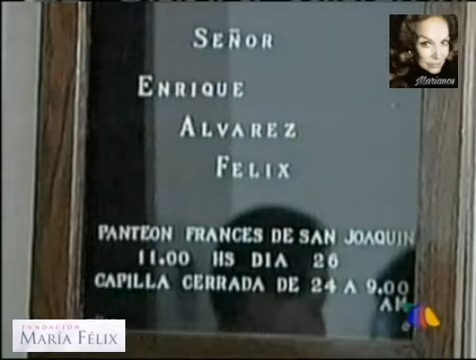 SEÑOR
ENRIQUE
ALVAREZ
FELIX
PANTEON FRANCES DE SAN JOAQUIN
11.00 HS DIA 26
CAPILLA CERRADA DE 24 A 9.00
AM
Marianos
FUNDACIÓN
MARÍA FÉLIX